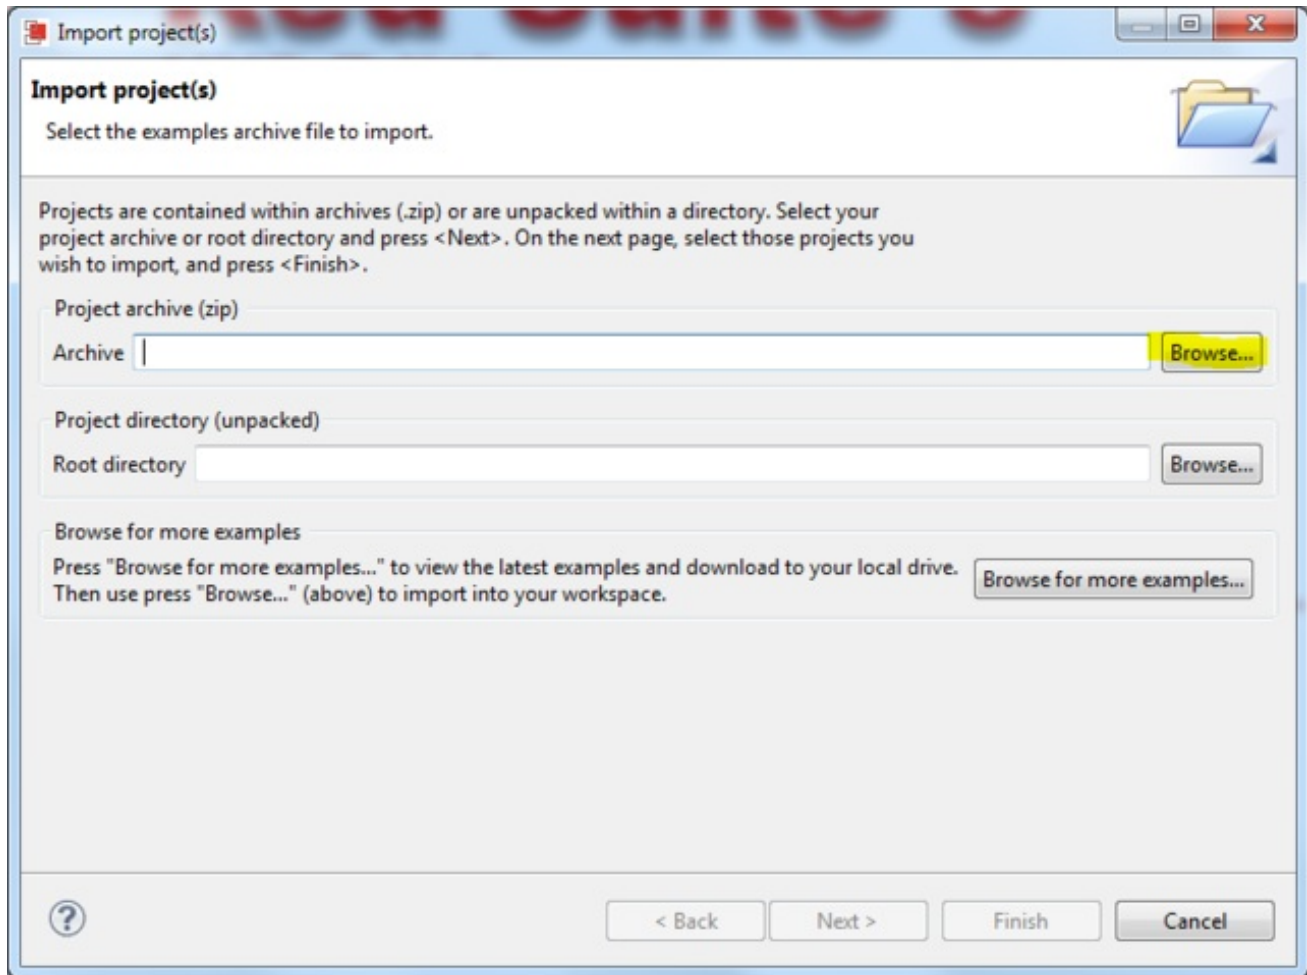 Import project(s)
Import project(s)
Select the examples archive file to import.
Projects are contained within archives (.zip) or are unpacked within a directory. Select your
project archive or root directory and press <Next>. On the next page, select those projects you
wish to import, and press <Finish>.
Project archive (zip)
Archive
Browse...
Project directory (unpacked)
Root directory
Browse...
Browse for more examples
Press "Browse for more examples..." to view the latest examples and download to your local drive.
Then use press "Browse..." (above) to import into your workspace.
Browse for more examples...
?
< Back
Next >
Finish
Cancel